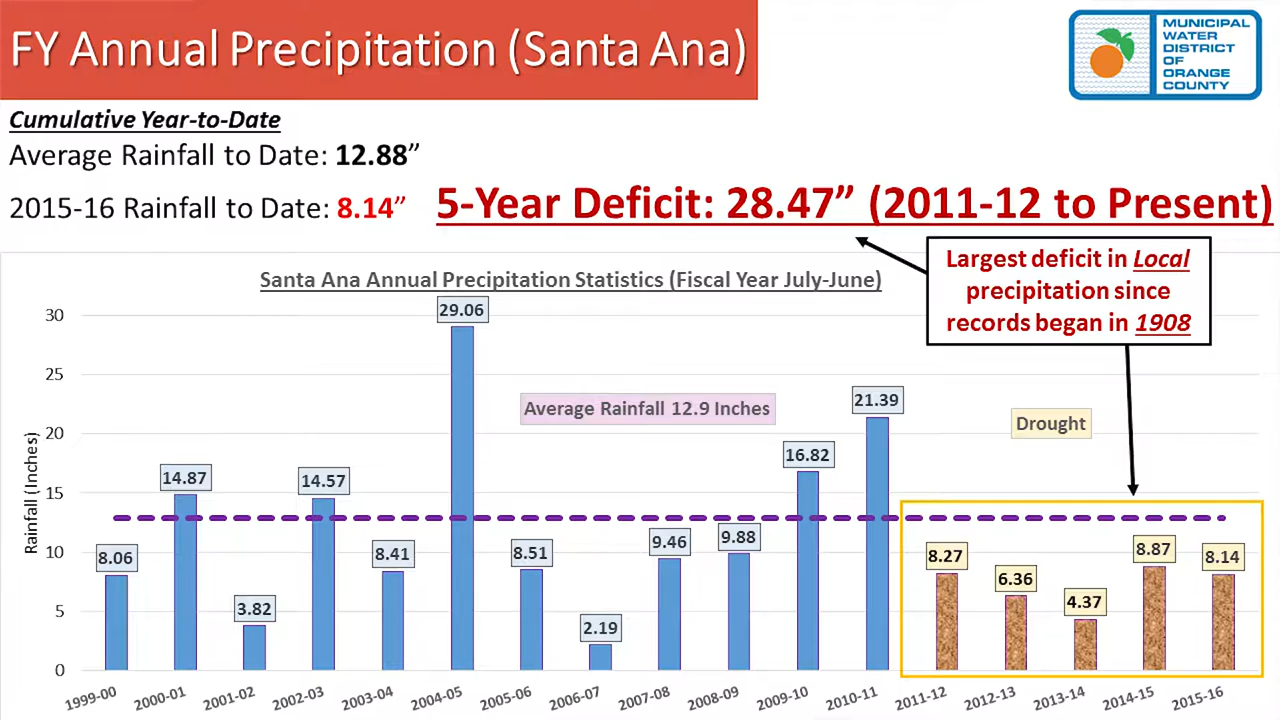 FY Annual Precipitation (Santa Ana)
MUNICIPAL
WATER
DISTRICT
OF
ORANGE
COUNTY
Cumulative Year-to-Date
Average Rainfall to Date: 12.88”
2015-16 Rainfall to Date: 8.14”
5-Year Deficit: 28.47” (2011-12 to Present)
Largest deficit in Local
precipitation since
records began in 1908
Santa Ana Annual Precipitation Statistics (Fiscal Year July-June)
Rainfall (Inches)
30
25
20
15
10
5
0
Average Rainfall 12.9 Inches
Drought
8.06
14.87
3.82
14.57
8.41
29.06
8.51
2.19
9.46
9.88
16.82
21.39
8.27
6.36
4.37
8.87
8.14
1999-00
2000-01
2001-02
2002-03
2003-04
2004-05
2005-06
2006-07
2007-08
2008-09
2009-10
2010-11
2011-12
2012-13
2013-14
2014-15
2015-16